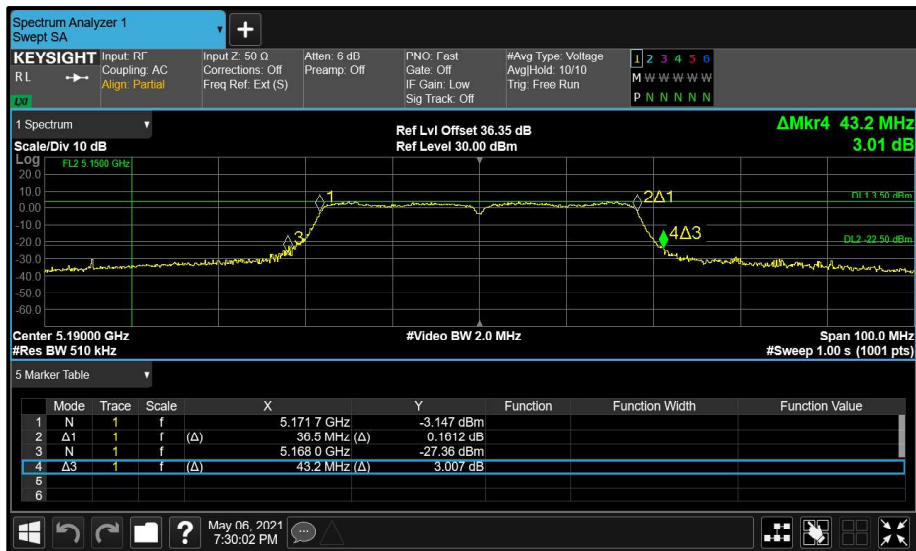 Spectrum Analyzer 1
Swept SA
+
KEYSIGHT Input: RF
RL
Coupling: AC
Align: Partial
LXI
Input Z: 50 Ω
Corrections: Off
Freq Ref: Ext (S)
Atten: 6 dB
Preamp: Off
PNO: Fast
Gate: Off
IF Gain: Low
Sig Track: Off
#Avg Type: Voltage
Avg|Hold: 10/10
Trig: Free Run
1 2 3 4 5 6
M W W W W W
P N N N N N
1 Spectrum
Scale/Div 10 dB
Ref Lvl Offset 36.35 dB
Ref Level 30.00 dBm
ΔMkr4 43.2 MHz
3.01 dB
Log
FL2 5.1500 GHz
20.0
10.0
0.00
-10.0
-20.0
-30.0
-40.0
-50.0
-60.0
1
2Δ1
3
4Δ3
DL1 3.50 dBm
DL2 -22.50 dBm
Center 5.19000 GHz
#Video BW 2.0 MHz
Span 100.0 MHz
#Res BW 510 kHz
#Sweep 1.00 s (1001 pts)
5 Marker Table
Mode Trace Scale X Y Function Function Width Function Value
1 N 1 f 5.171 7 GHz -3.147 dBm
2 Δ1 1 f (Δ) 36.5 MHz (Δ) 0.1612 dB
3 N 1 f 5.168 0 GHz -27.36 dBm
4 Δ3 1 f (Δ) 43.2 MHz (Δ) 3.007 dB
5
6
?
May 06, 2021
7:30:02 PM